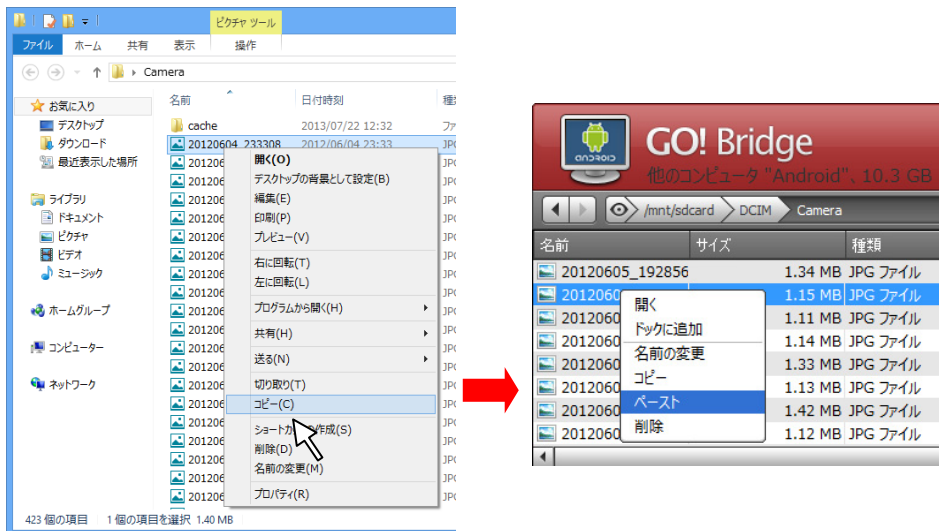 ピクチャ ツール
ファイル ホーム 共有 表示 操作
Camera
お気に入り
デスクトップ
ダウンロード
最近表示した場所
ライブラリ
ドキュメント
ピクチャ
ビデオ
ミュージック
ホームグループ
コンピューター
ネットワーク
名前 日付時刻
cache 2013/07/22 12:32
20120604_233308 2012/06/04 23:33 JPG
開く(O)
デスクトップの背景として設定(B)
編集(E)
印刷(P)
プレビュー(V)
右に回転(T)
左に回転(L)
プログラムから開く(H)
共有(H)
送る(N)
切り取り(T)
コピー(C)
削除(D)
名前の変更(M)
プロパティ(R)
423 個の項目 1 個の項目を選択 1.40 MB
GO! Bridge
他のコンピュータ "Android"、10.3 GB
/mnt/sdcard DCIM Camera
名前 サイズ 種類
20120605_192856 1.34 MB JPG ファイル
1.15 MB JPG ファイル
1.11 MB JPG ファイル
1.14 MB JPG ファイル
1.33 MB JPG ファイル
1.13 MB JPG ファイル
1.42 MB JPG ファイル
1.12 MB JPG ファイル
開く
ドックに追加
名前の変更
コピー
ペースト
削除